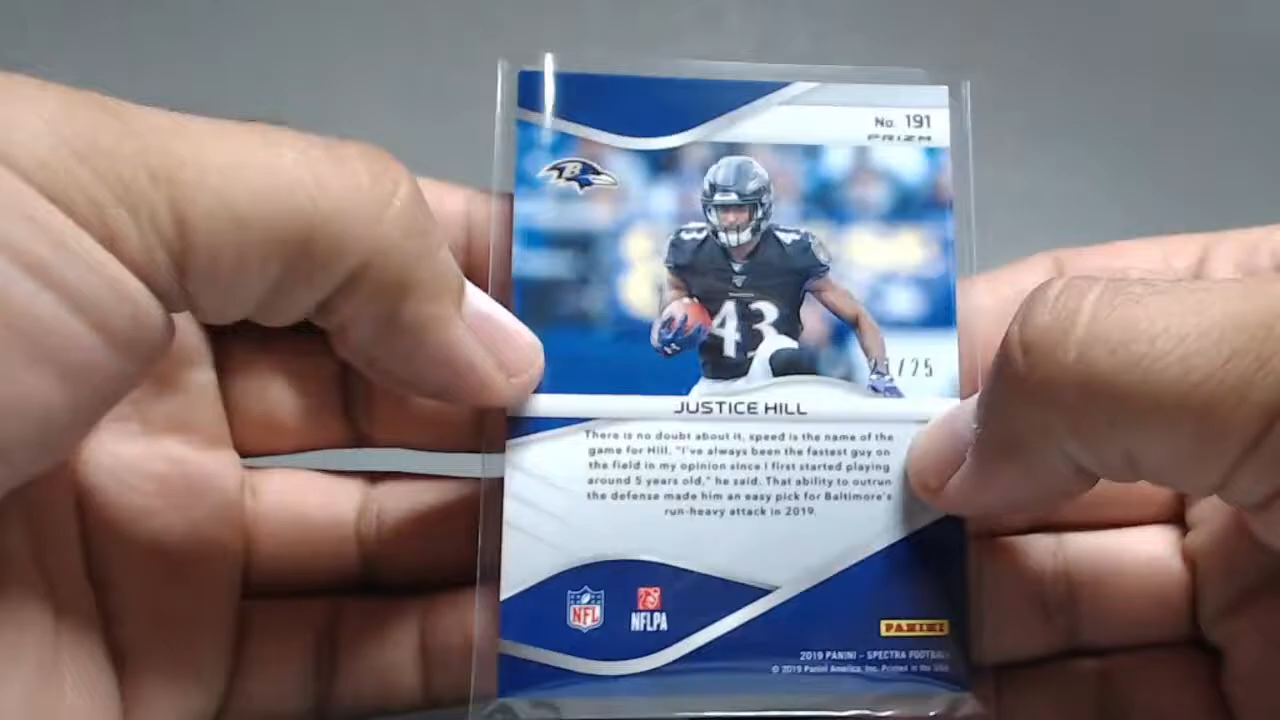 No. 191
PRIZM
B
43
43
43
/25
JUSTICE HILL
There is no doubt about it, speed is the name of the
game for Hill. "I've always been the fastest guy on
the field in my opinion since I first started playing
around 5 years old," he said. That ability to outrun
the defense made him an easy pick for Baltimore's
run-heavy attack in 2019.
NFL
NFLPA
PANINI
2019 PANINI - SPECTRA FOOTBALL
© 2019 Panini America, Inc. Printed in the USA